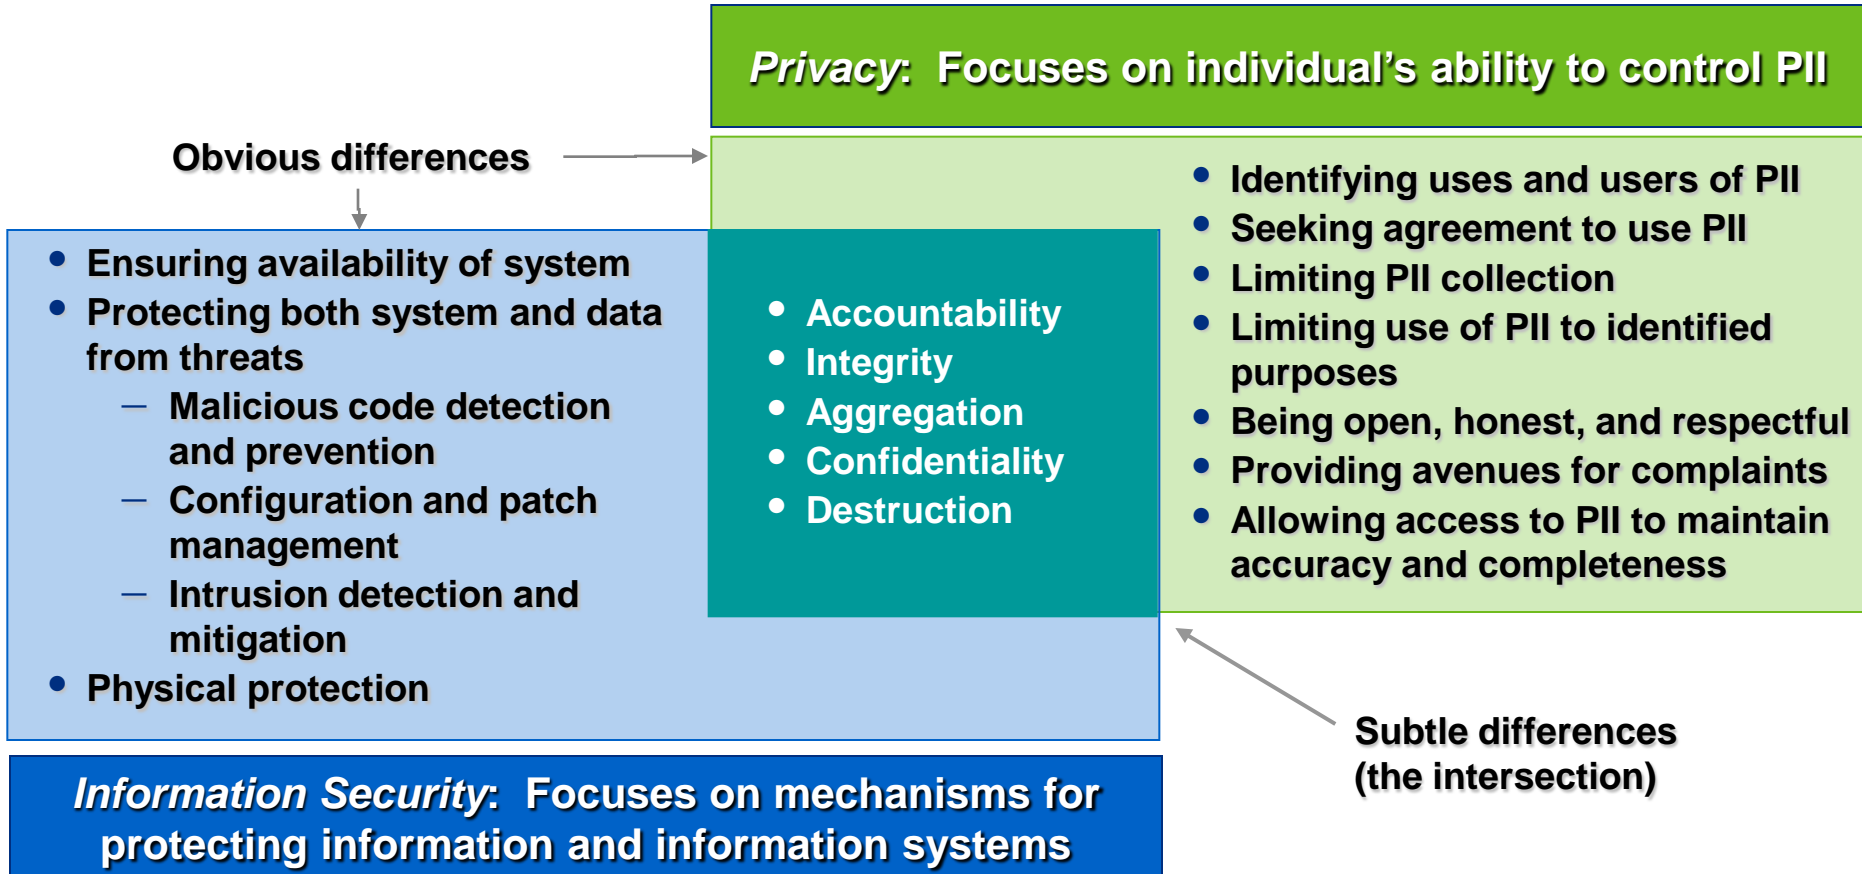 Privacy:  Focuses on individual’s ability to control PII
Obvious differences
• Ensuring availability of system
• Protecting both system and data
from threats
– Malicious code detection
and prevention
– Configuration and patch
management
– Intrusion detection and
mitigation
• Physical protection
• Accountability
• Integrity
• Aggregation
• Confidentiality
• Destruction
• Identifying uses and users of PII
• Seeking agreement to use PII
• Limiting PII collection
• Limiting use of PII to identified
purposes
• Being open, honest, and respectful
• Providing avenues for complaints
• Allowing access to PII to maintain
accuracy and completeness
Subtle differences
(the intersection)
Information Security:  Focuses on mechanisms for
protecting information and information systems